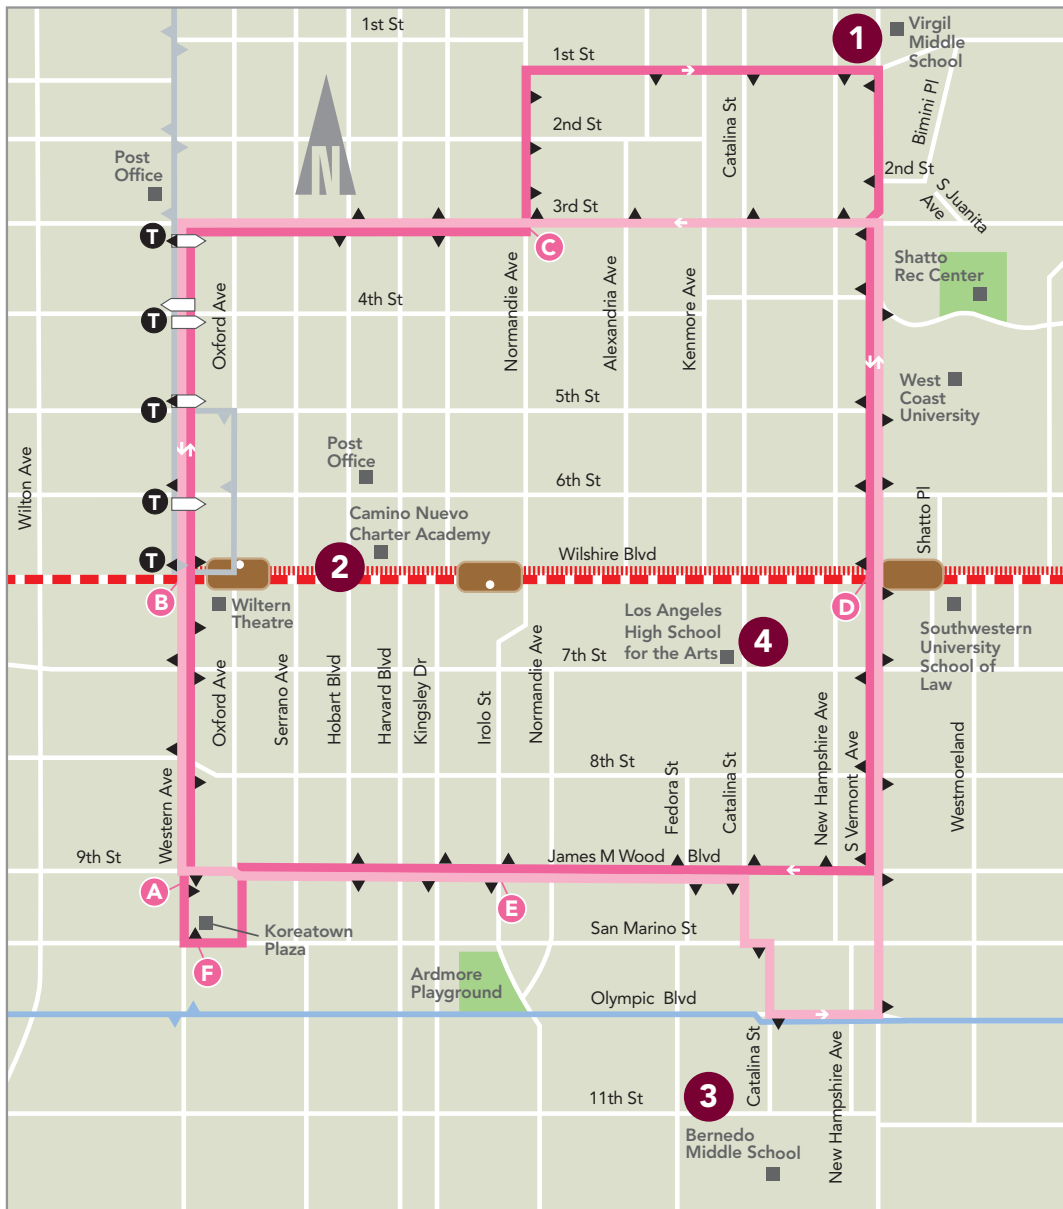 1st St
1
Virgil
Middle
School
1st St
Bimini Pl
Catalina St
2nd St
Post
Office
N
2nd St
S Juanita
Ave
3rd St
T
C
Shatto
Rec Center
Oxford Ave
4th St
Normandie Ave
Alexandria Ave
Kenmore Ave
T
West
Coast
University
5th St
T
Post
Office
Wilton Ave
6th St
T
Shatto Pl
Camino Nuevo
Charter Academy
T
2
Wilshire Blvd
B
Wiltern
Theatre
D
Los Angeles
High School
for the Arts
4
Southwestern
University
School of
Law
7th St
Oxford Ave
Serrano Ave
Hobart Blvd
Harvard Blvd
Kingsley Dr
Irolo St
Normandie Ave
New Hampshire Ave
S Vermont Ave
Westmoreland
8th St
Fedora St
Catalina St
Western Ave
9th St
James M Wood Blvd
A
E
Koreatown
Plaza
San Marino St
F
Ardmore
Playground
Olympic Blvd
Catalina St
New Hampshire Ave
11th St
3
Bernedo
Middle School